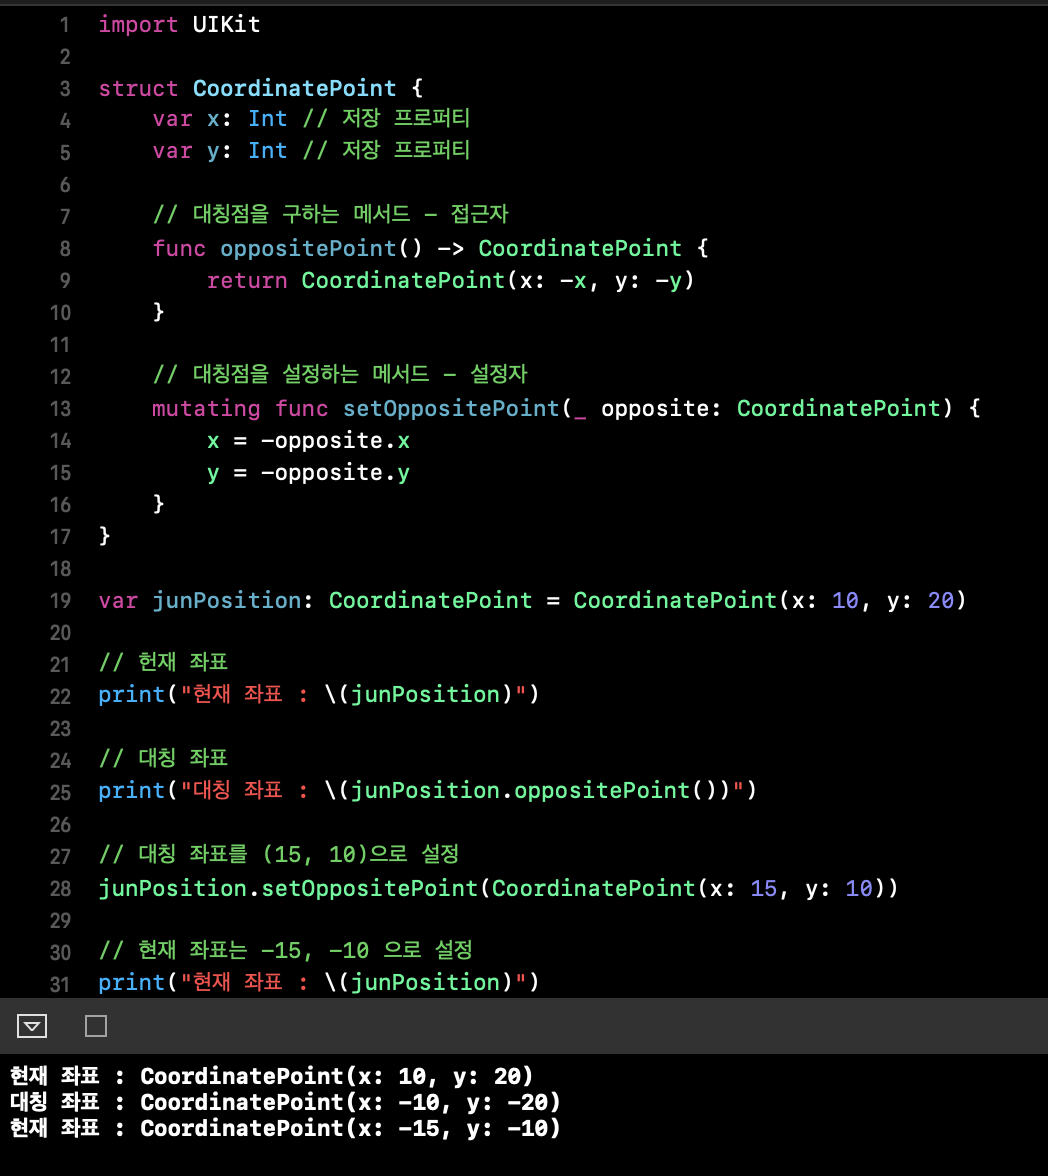 1 import UIKit
2
3 struct CoordinatePoint {
4     var x: Int // 저장 프로퍼티
5     var y: Int // 저장 프로퍼티
6
7     // 대칭점을 구하는 메서드 - 접근자
8     func oppositePoint() -> CoordinatePoint {
9         return CoordinatePoint(x: -x, y: -y)
10     }
11
12     // 대칭점을 설정하는 메서드 - 설정자
13     mutating func setOppositePoint(_ opposite: CoordinatePoint) {
14         x = -opposite.x
15         y = -opposite.y
16     }
17 }
18
19 var junPosition: CoordinatePoint = CoordinatePoint(x: 10, y: 20)
20
21 // 헌재 좌표
22 print("현재 좌표 : \(junPosition)")
23
24 // 대칭 좌표
25 print("대칭 좌표 : \(junPosition.oppositePoint())")
26
27 // 대칭 좌표를 (15, 10)으로 설정
28 junPosition.setOppositePoint(CoordinatePoint(x: 15, y: 10))
29
30 // 현재 좌표는 -15, -10 으로 설정
31 print("현재 좌표 : \(junPosition)")
현재 좌표 : CoordinatePoint(x: 10, y: 20)
대칭 좌표 : CoordinatePoint(x: -10, y: -20)
현재 좌표 : CoordinatePoint(x: -15, y: -10)